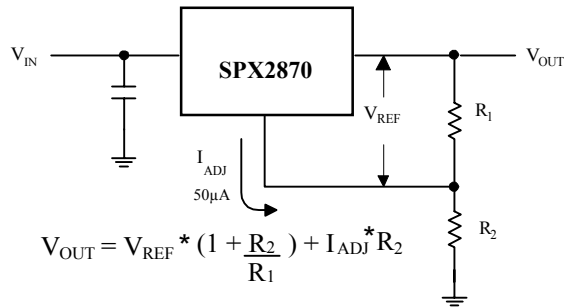 V_IN
SPX2870
V_OUT
V_REF
R_1
I_ADJ
50µA
R_2
V_OUT = V_REF * (1 + R_2/R_1) + I_ADJ * R_2